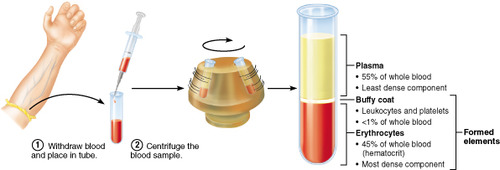 1 Withdraw blood
and place in tube.
2 Centrifuge the
blood sample.
Plasma
• 55% of whole blood
• Least dense component
Buffy coat
• Leukocytes and platelets
• <1% of whole blood
Erythrocytes
• 45% of whole blood
(hematocrit)
• Most dense component
Formed
elements